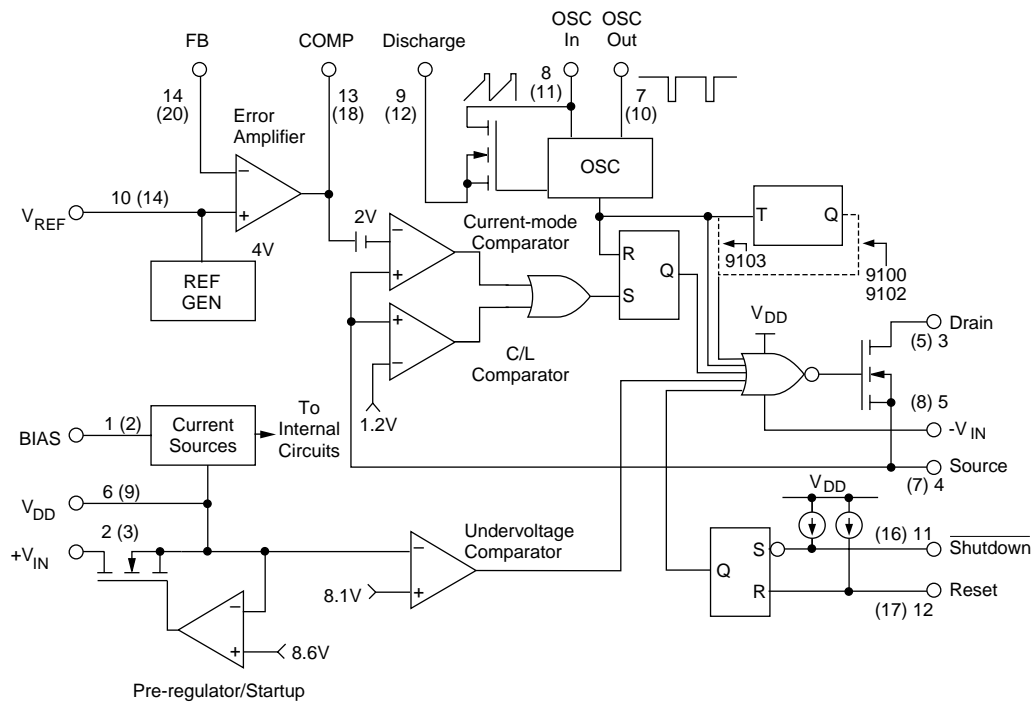 FB
COMP
Discharge
OSC
In
OSC
Out
14
(20)
13
(18)
9
(12)
8
(11)
7
(10)
Error
Amplifier
−
+
OSC
10 (14)
VREF
4V
REF
GEN
2V
Current-mode
Comparator
−
+
T
Q
9103
9100
9102
R
Q
S
+
−
C/L
Comparator
1.2V
VDD
Drain
(5) 3
(8) 5
-VIN
Source
(7) 4
1 (2)
BIAS
Current
Sources
To
Internal
Circuits
6 (9)
VDD
2 (3)
+VIN
−
+
8.1V
Undervoltage
Comparator
−
+
8.6V
Pre-regulator/Startup
VDD
S
Q
R
(16) 11
Shutdown
Reset
(17) 12